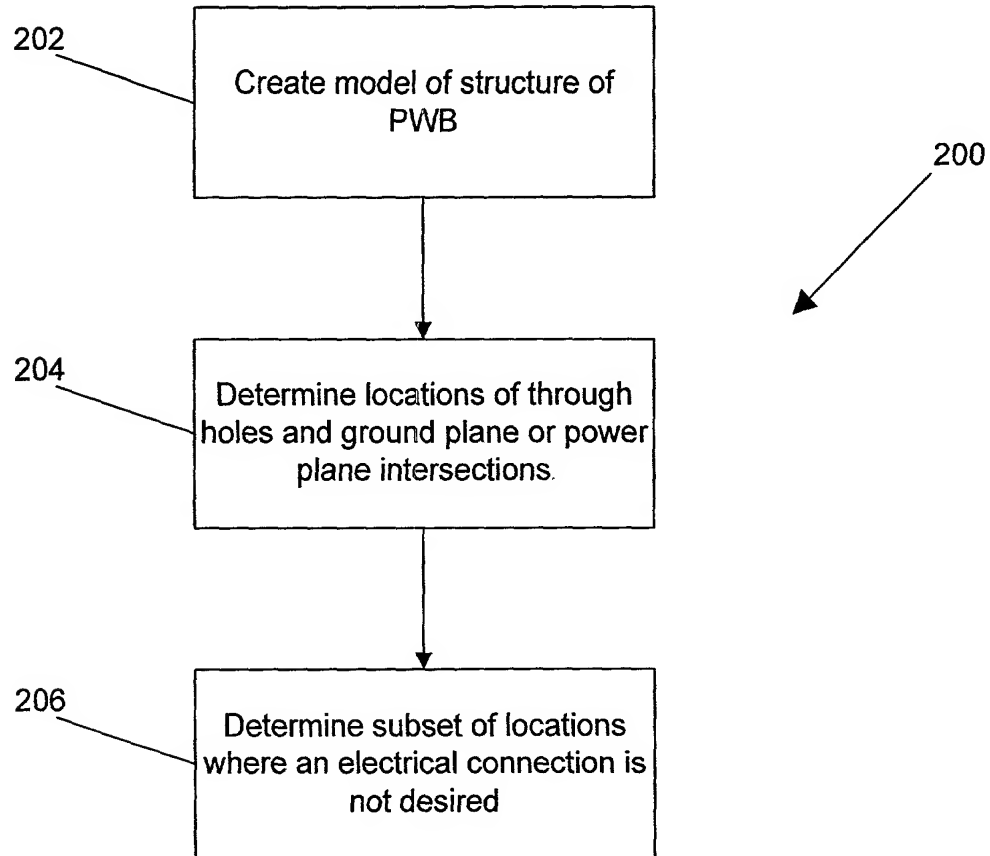 202
Create model of structure of
PWB
200
204
Determine locations of through
holes and ground plane or power
plane intersections.
206
Determine subset of locations
where an electrical connection is
not desired